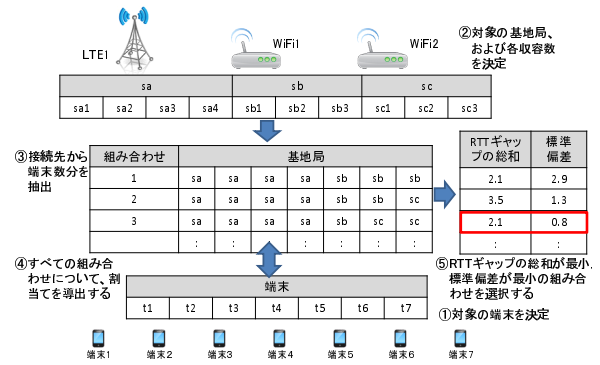 LTE1
WiFi1
WiFi2
②対象の基地局、
および各収容数
を決定
sa sb sc
sa1 sa2 sa3 sa4 sb1 sb2 sb3 sc1 sc2 sc3
③接続先から
端末数分を
抽出
組み合わせ 基地局
1 sa sa sa sa sb sb sb
2 sa sa sa sa sb sb sc
3 sa sa sa sa sb sc sc
: : : : : : : :
RTTギャッ
プの総和
標準
偏差
2.1 2.9
3.5 1.3
2.1 0.8
: :
④すべての組み合
わせについて、割
当てを導出する
⑤RTTギャップの総和が最小、
標準偏差が最小の組み合
わせを選択する
端末
t1 t2 t3 t4 t5 t6 t7
①対象の端末を決定
端末1 端末2 端末3 端末4 端末5 端末6 端末7